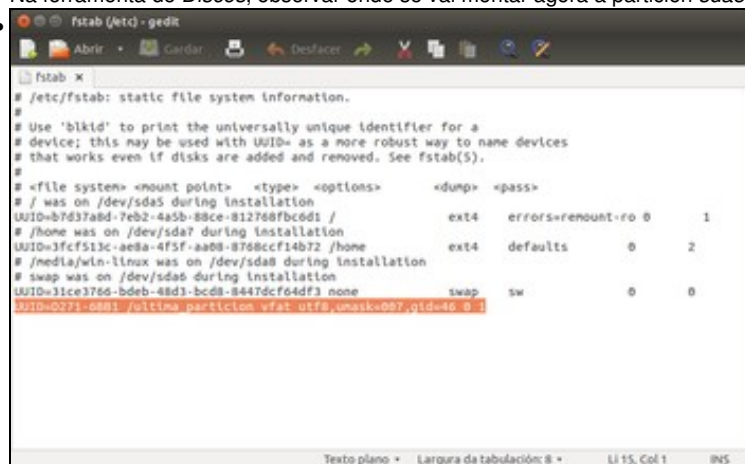 Na ferramenta de Discos, observar onde se vai montar agora a partición sda8
fstab (/etc) - gedit
Abrir Gardar Desfacer
fstab x
# /etc/fstab: static file system information.
#
# Use 'blkid' to print the universally unique identifier for a
# device; this may be used with UUID= as a more robust way to name devices
# that works even if disks are added and removed. See fstab(5).
#
# <file system> <mount point> <type> <options> <dump> <pass>
# / was on /dev/sda5 during installation
UUID=b7d37a8d-7eb2-4a5b-88ce-812768fbc6d1 / ext4 errors=remount-ro 0 1
# /home was on /dev/sda7 during installation
UUID=3fcf513c-ae8a-4f5f-aa08-8768ccf14b72 /home ext4 defaults 0 2
# /media/win-linux was on /dev/sda8 during installation
# swap was on /dev/sda6 during installation
UUID=31ce3766-bdeb-48d3-bcd8-8447dcf64df3 none swap sw 0 0
UUID=0271-6881 /ultima_particion vfat utf8,umask=007,gid=46 0 1
Texto plano Largura da tabulación: 8 Li 15, Col 1 INS